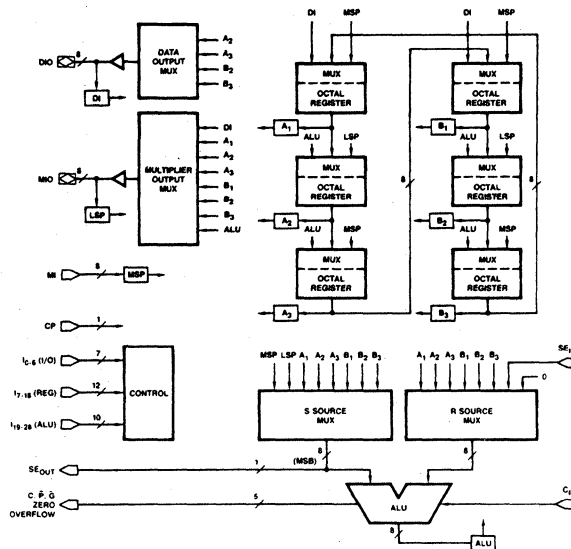 DI MSP DI MSP
DIO 8 DATA OUTPUT MUX A2 A3 B2 B3
DI
MUX OCTAL REGISTER MUX OCTAL REGISTER
A1 ALU LSP B1 ALU LSP
MIO 8 MULTIPLIER OUTPUT MUX DI A1 A2 A3 B1 B2 B3 ALU
LSP
MUX OCTAL REGISTER 8 MUX OCTAL REGISTER 8
A2 ALU MSP B2 ALU MSP
MI 8 MSP
MUX OCTAL REGISTER MUX OCTAL REGISTER
A3 B3
CP 1
I0-6 (I/O) 7
I7-18 (REG) 12 CONTROL
I19-28 (ALU) 10
MSP LSP A1 A2 A3 B1 B2 B3 A1 A2 A3 B1 B2 B3 0
S SOURCE MUX R SOURCE MUX
8 (MSB) 8
SEOUT 1
C, P̅, G̅ ZERO OVERFLOW 5 ALU
8 ALU